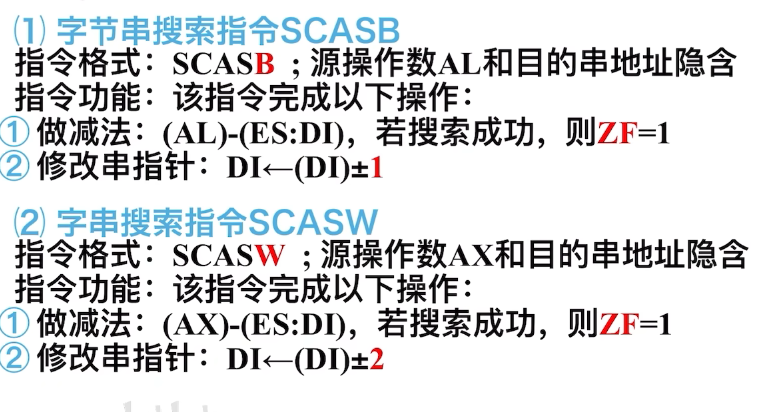 ⑴ 字节串搜索指令SCASB
指令格式：SCASB ；源操作数AL和目的串地址隐含
指令功能：该指令完成以下操作：
① 做减法：(AL)-(ES:DI)，若搜索成功，则ZF=1
② 修改串指针：DI←(DI)±1
⑵ 字串搜索指令SCASW
指令格式：SCASW ；源操作数AX和目的串地址隐含
指令功能：该指令完成以下操作：
① 做减法：(AX)-(ES:DI)，若搜索成功，则ZF=1
② 修改串指针：DI←(DI)±2